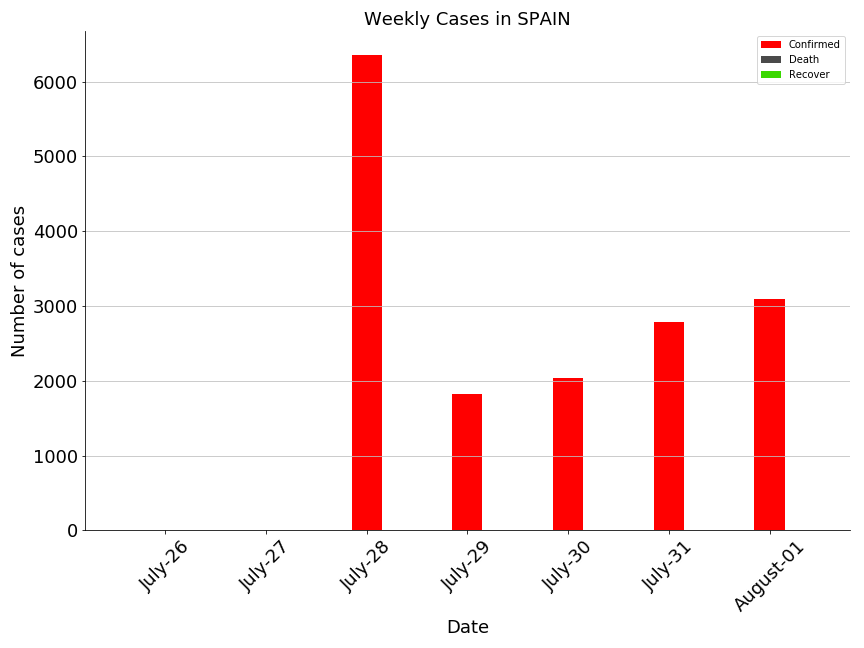 Weekly Cases in SPAIN
Confirmed
Death
Recover
Number of cases
6000
5000
4000
3000
2000
1000
0
July-26
July-27
July-28
July-29
July-30
July-31
August-01
Date